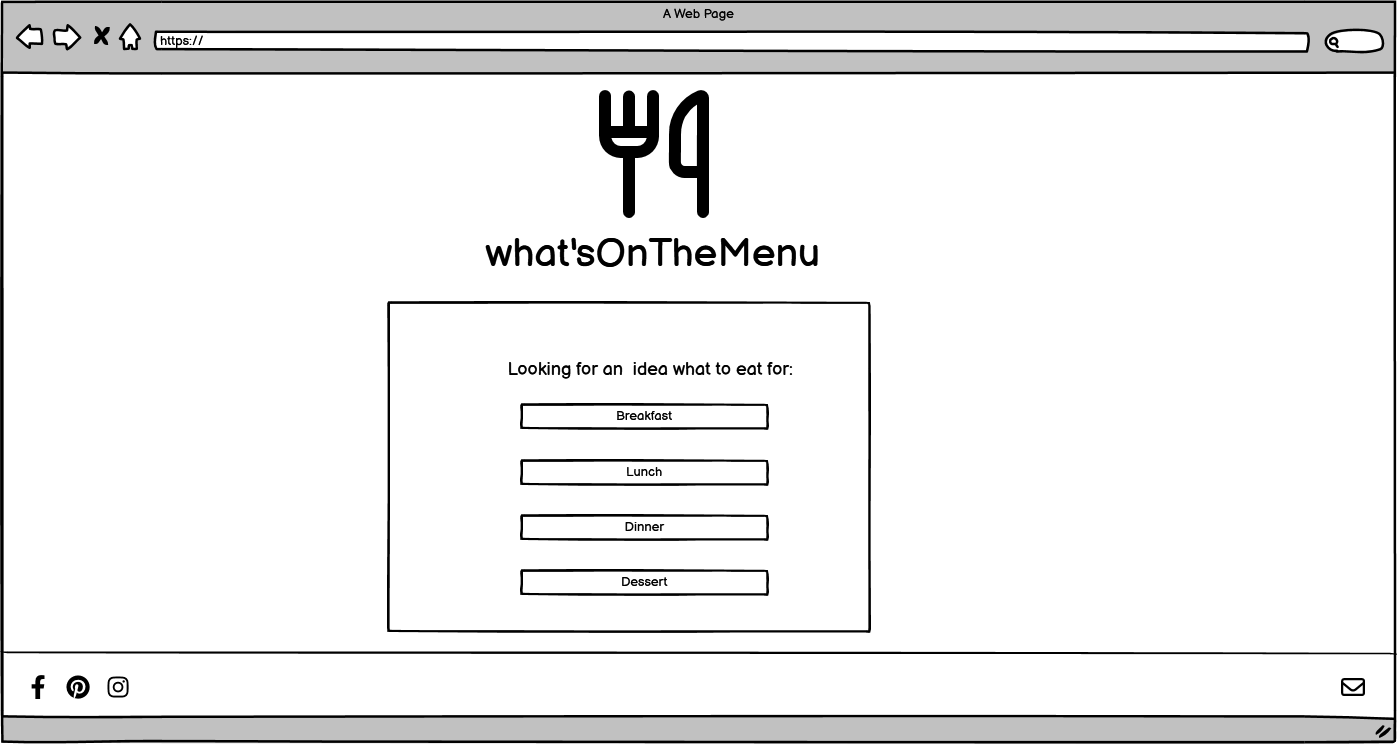 A Web Page
https://
what'sOnTheMenu
Looking for an  idea what to eat for:
Breakfast
Lunch
Dinner
Dessert